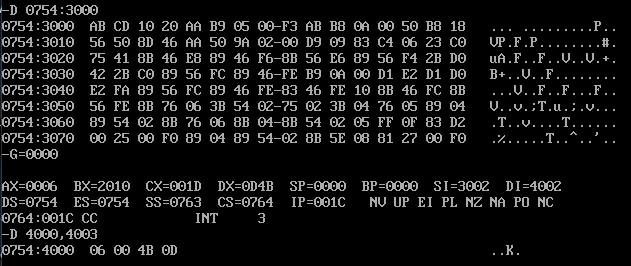 -D 0754:3000
0754:3000  AB CD 10 20 AA B9 05 00-F3 AB B8 0A 00 50 B8 18   ... .........P..
0754:3010  56 50 8D 46 AA 50 9A 02-00 D9 09 83 C4 06 23 C0   VP.F.P........#.
0754:3020  75 41 8B 46 E8 89 46 F6-8B 56 E6 89 56 F4 2B D0   uA.F..F..V..V.+.
0754:3030  42 2B C0 89 56 FC 89 46-FE B9 0A 00 D1 E2 D1 D0   B+..V..F........
0754:3040  E2 FA 89 56 FC 89 46 FE-83 46 FE 10 8B 46 FC 8B   ...V..F..F...F..
0754:3050  56 FE 8B 76 06 3B 54 02-75 02 3B 04 76 05 89 04   V..v.;T.u.;.v...
0754:3060  89 54 02 8B 76 06 8B 04-8B 54 02 05 FF 0F 83 D2   .T..v....T......
0754:3070  00 25 00 F0 89 04 89 54-02 8B 5E 08 81 27 00 F0   .%.....T..^..'..
-G=0000
AX=0006  BX=2010  CX=001D  DX=0D4B  SP=0000  BP=0000  SI=3002  DI=4002
DS=0754  ES=0754  SS=0763  CS=0764  IP=001C   NV UP EI PL NZ NA PO NC
0764:001C CC            INT     3
-D 4000,4003
0754:4000  06 00 4B 0D                                       ..K.